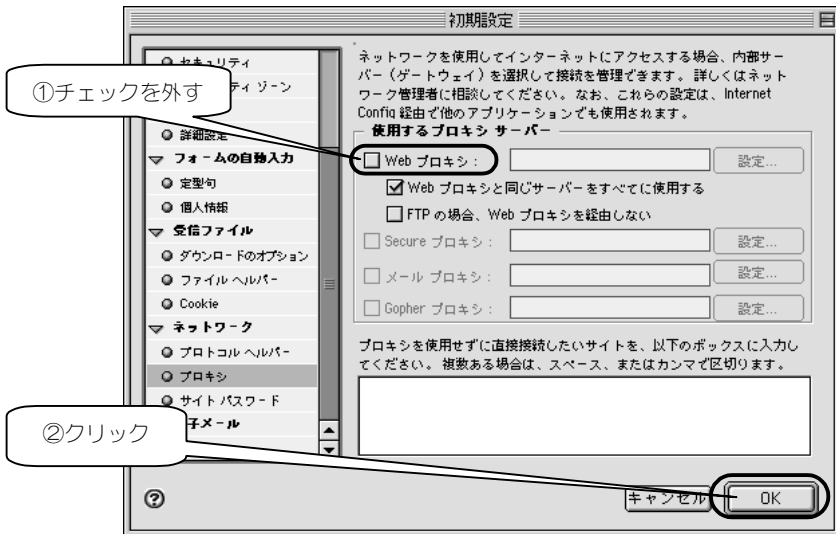 初期設定
セキュリティ
ティ ゾーン
詳細設定
▽ フォームの自動入力
定型句
個人情報
▽ 受信ファイル
ダウンロードのオプション
ファイル ヘルパー
Cookie
▽ ネットワーク
プロトコル ヘルパー
プロキシ
サイト パスワード
子メール
①チェックを外す
②クリック
ネットワークを使用してインターネットにアクセスする場合、内部サー
バー（ゲートウェイ）を選択して接続を管理できます。詳しくはネット
ワーク管理者に相談してください。なお、これらの設定は、Internet
Config 経由で他のアプリケーションでも使用されます。
使用するプロキシ サーバー
Web プロキシ： 設定...
Web プロキシと同じサーバーをすべてに使用する
FTP の場合、Web プロキシを経由しない
Secure プロキシ： 設定...
メール プロキシ： 設定...
Gopher プロキシ： 設定...
プロキシを使用せずに直接接続したいサイトを、以下のボックスに入力し
てください。複数ある場合は、スペース、またはカンマで区切ります。
?
キャンセル
OK